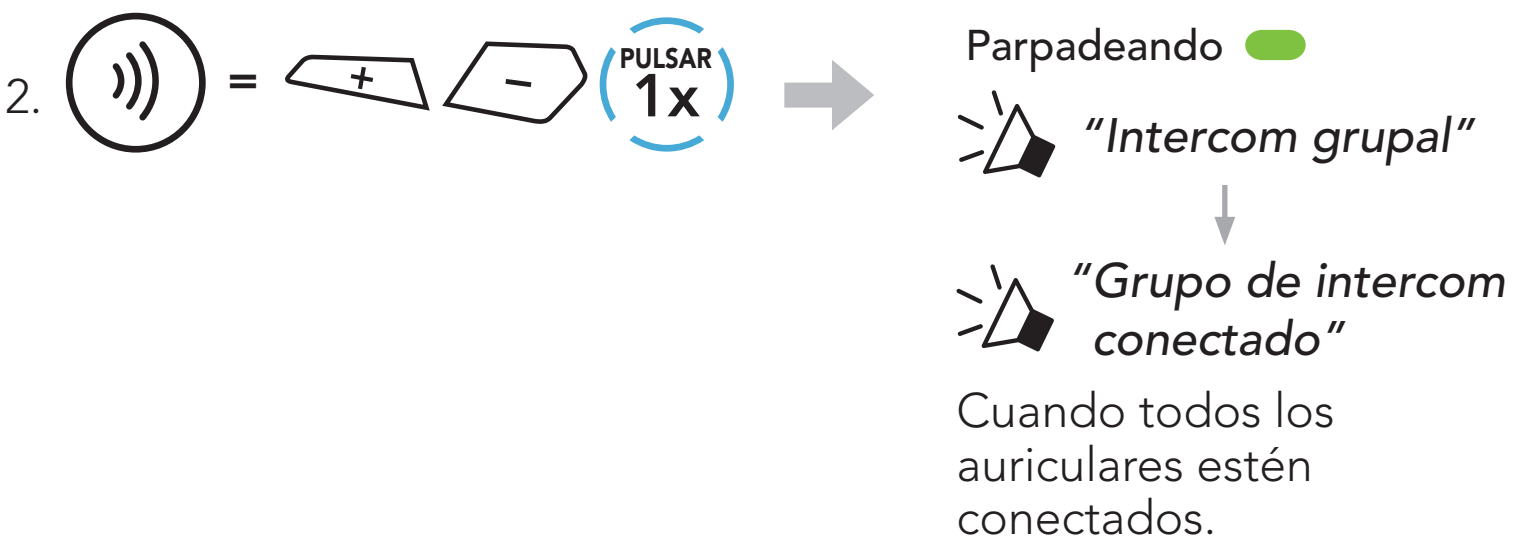 2.
=
+
–
PULSAR
1x
Parpadeando
“Intercom grupal”
“Grupo de intercom
conectado”
Cuando todos los
auriculares estén
conectados.